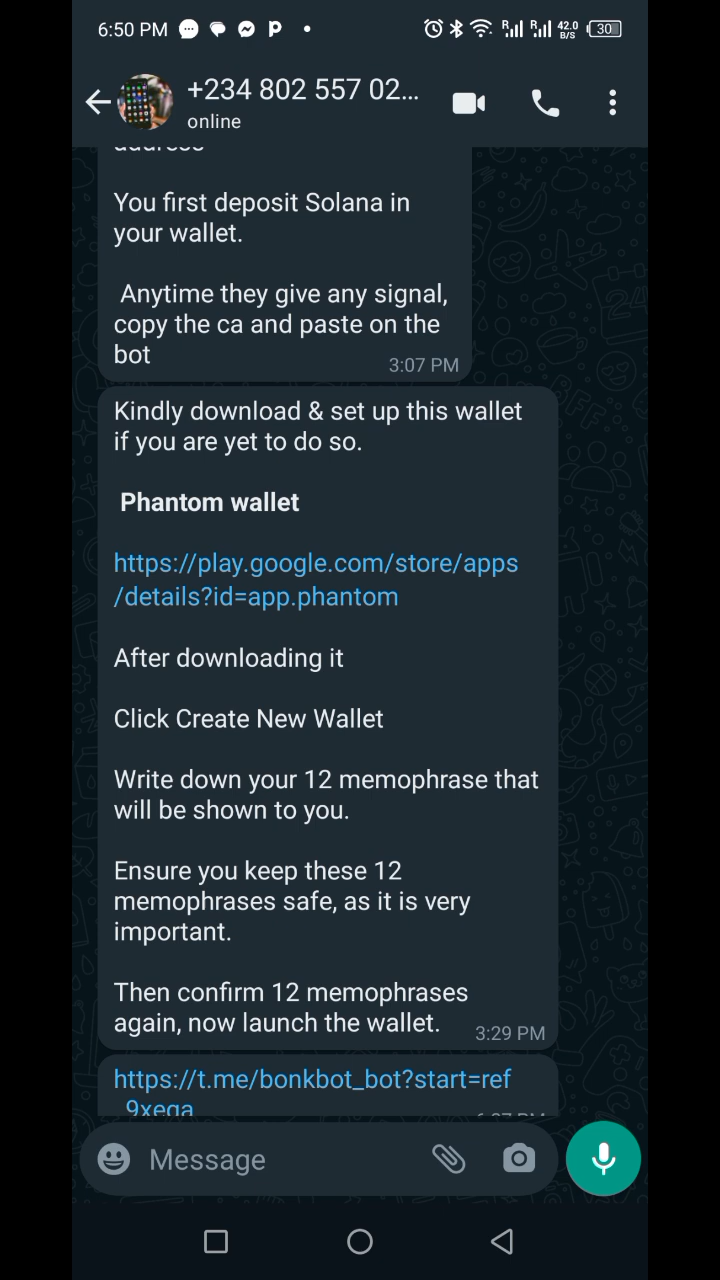 6:50 PM
42.0
B/S
30
+234 802 557 02...
online
address
You first deposit Solana in
your wallet.
Anytime they give any signal,
copy the ca and paste on the
bot
3:07 PM
Kindly download & set up this wallet
if you are yet to do so.
Phantom wallet
https://play.google.com/store/apps
/details?id=app.phantom
After downloading it
Click Create New Wallet
Write down your 12 memophrase that
will be shown to you.
Ensure you keep these 12
memophrases safe, as it is very
important.
Then confirm 12 memophrases
again, now launch the wallet.
3:29 PM
https://t.me/bonkbot_bot?start=ref
Message